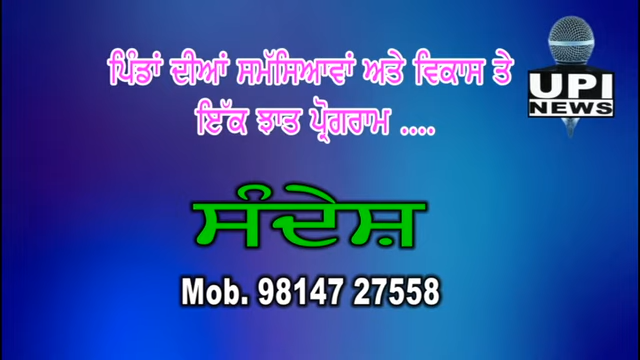 ਪਿੰਡਾਂ ਦੀਆਂ ਸਮੱਸਿਆਵਾਂ ਅਤੇ ਵਿਕਾਸ ਤੇ
ਇੱਕ ਝਾਤ ਪ੍ਰੋਗਰਾਮ ....
UPI
NEWS
ਸੰਦੇਸ਼
Mob. 98147 27558